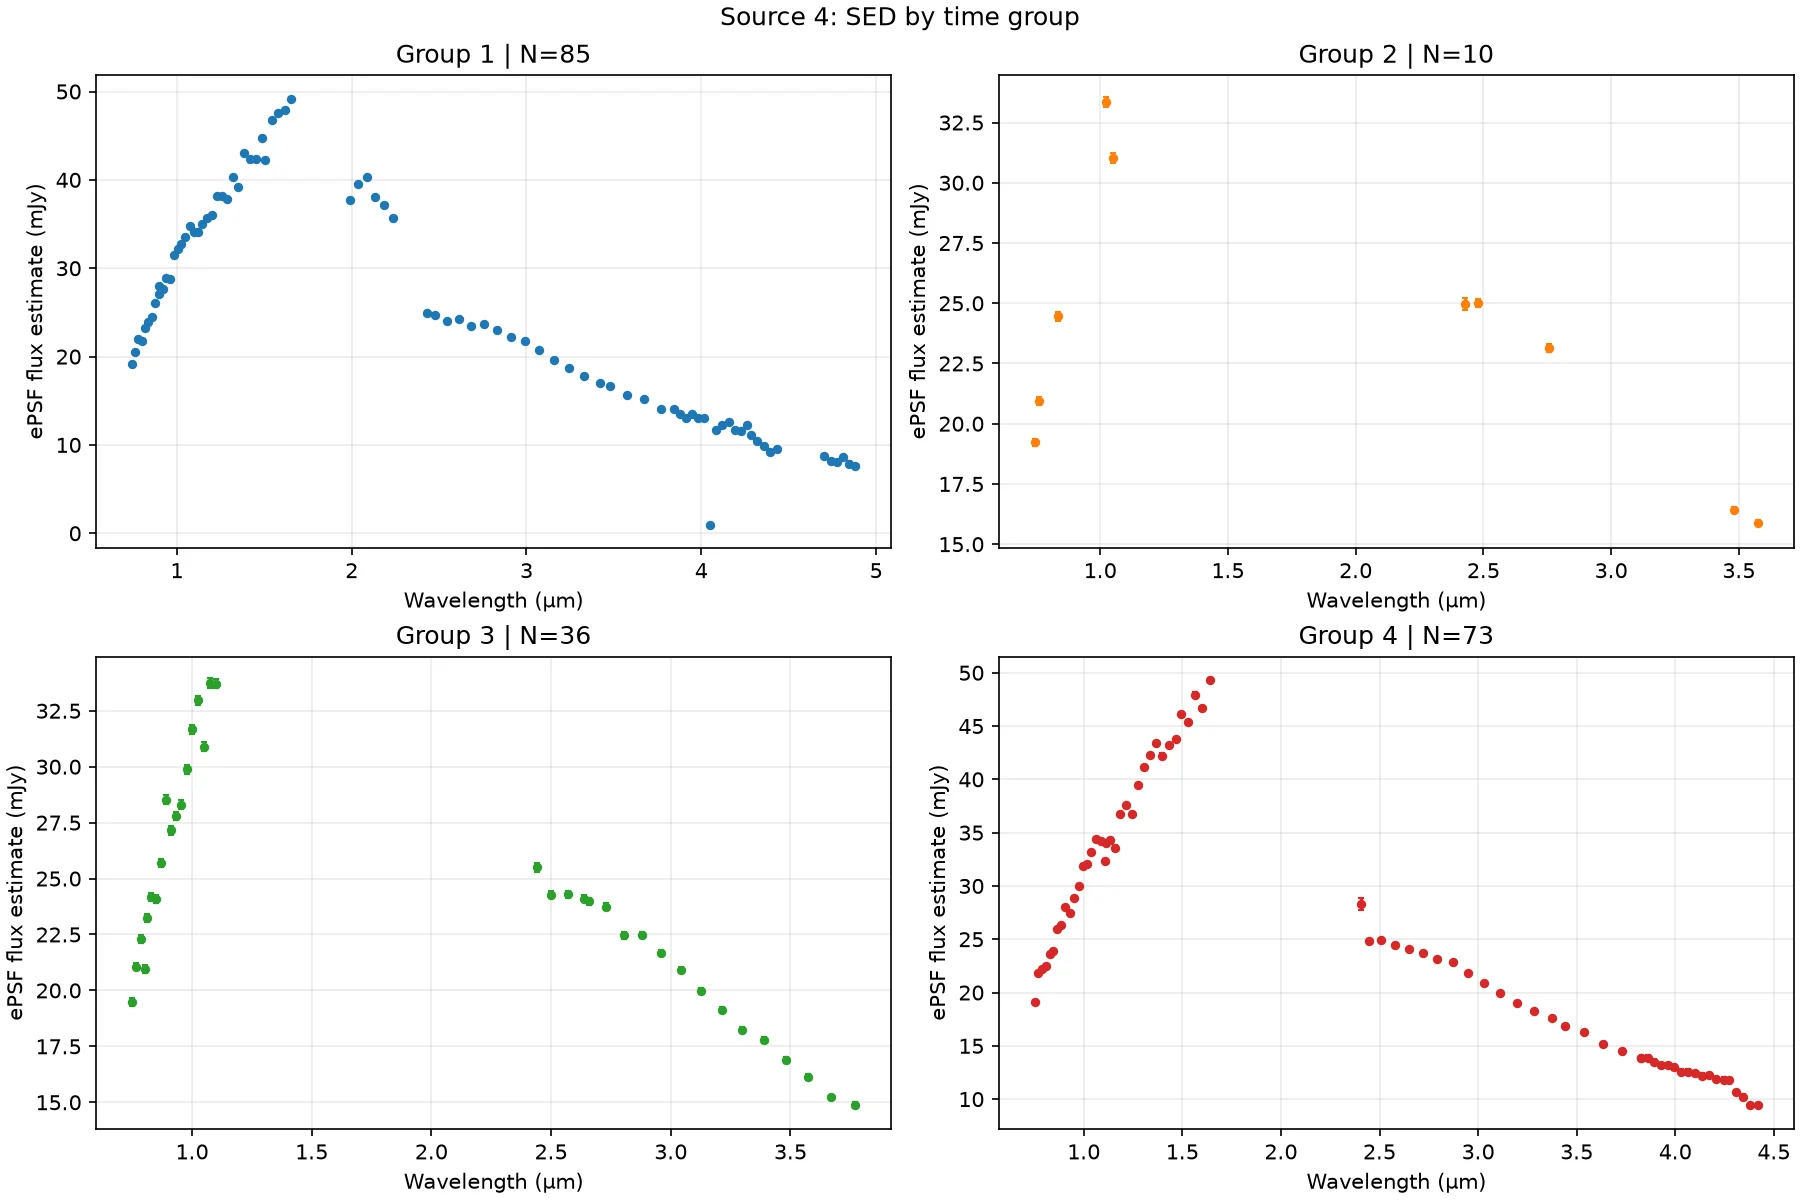 Source 4: SED by time group
Group 1 | N=85
ePSF flux estimate (mJy)
50
40
30
20
10
0
1 2 3 4 5
Wavelength (μm)
Group 2 | N=10
ePSF flux estimate (mJy)
32.5
30.0
27.5
25.0
22.5
20.0
17.5
15.0
1.0 1.5 2.0 2.5 3.0 3.5
Wavelength (μm)
Group 3 | N=36
ePSF flux estimate (mJy)
32.5
30.0
27.5
25.0
22.5
20.0
17.5
15.0
1.0 1.5 2.0 2.5 3.0 3.5
Wavelength (μm)
Group 4 | N=73
ePSF flux estimate (mJy)
50
45
40
35
30
25
20
15
10
1.0 1.5 2.0 2.5 3.0 3.5 4.0 4.5
Wavelength (μm)